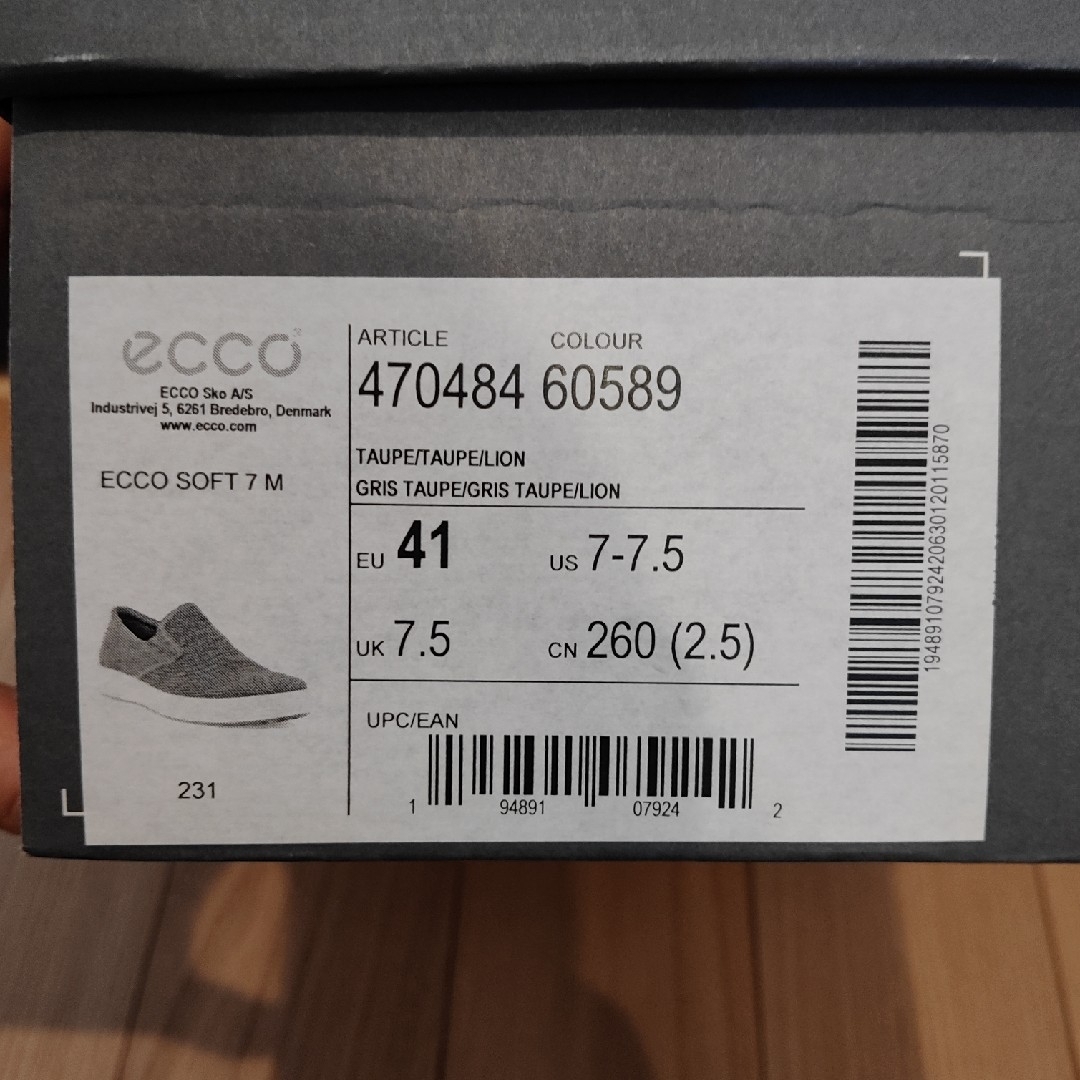 ecco
ECCO Sko A/S
Industrivej 5, 6261 Bredebro, Denmark
www.ecco.com
ECCO SOFT 7 M
231
ARTICLE COLOUR
470484 60589
TAUPE/TAUPE/LION
GRIS TAUPE/GRIS TAUPE/LION
EU 41 US 7-7.5
UK 7.5 CN 260 (2.5)
UPC/EAN
1 94891 07924 2
1948910792420630120115870